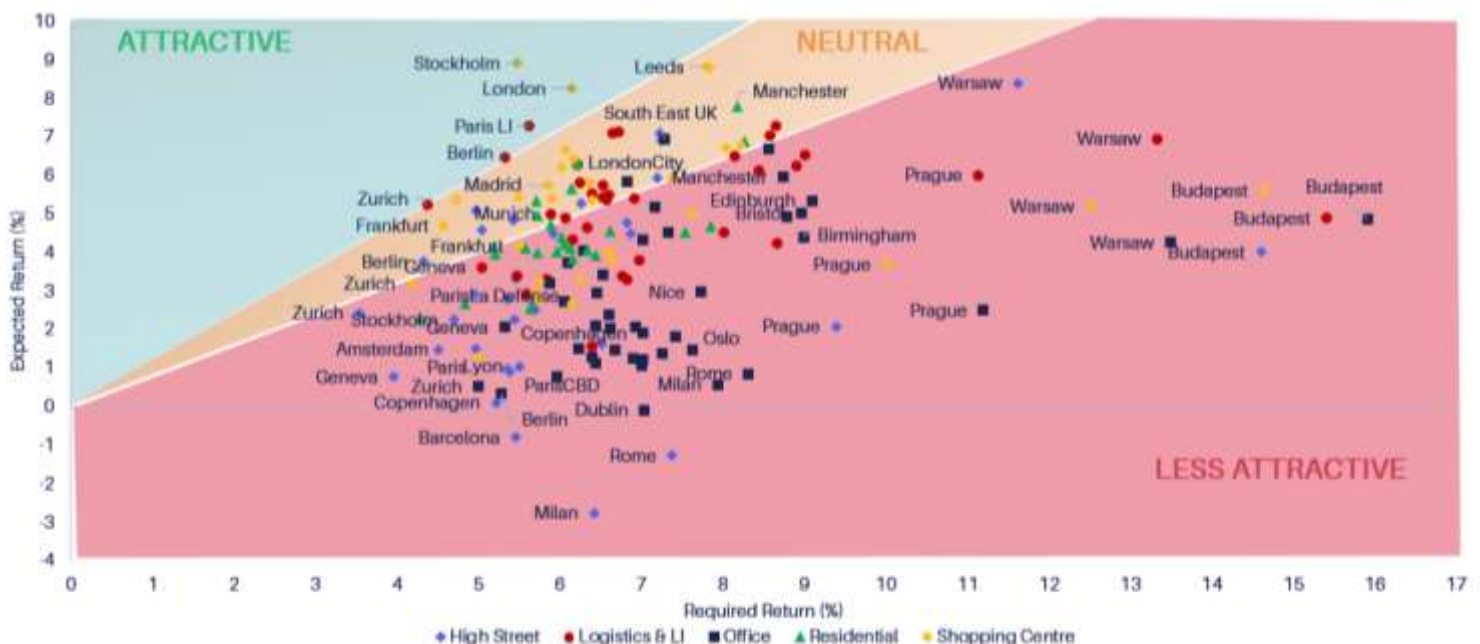 10
ATTRACTIVE
NEUTRAL
9
Stockholm
Leeds
8
London
Manchester
Warsaw
7
Paris LI
South East UK
Warsaw
Berlin
6
LondonCity
Madrid
Manchester
Prague
Budapest
Budapest
5
Zurich
Munich
Edinburgh
Bristol
Warsaw
Budapest
Frankfurt
Birmingham
4
Frankfurt
Warsaw
Budapest
Berlin
Geneva
Prague
3
Zurich
Paris La Defense
Nice
2
Zurich
Stockholm
Geneva
Copenhagen
Oslo
Prague
Prague
1
Amsterdam
Paris
Lyon
Geneva
Zurich
ParisCBD
Milan
Rome
0
Copenhagen
Berlin
Dublin
-1
Barcelona
Rome
LESS ATTRACTIVE
-2
-3
Milan
-4
Expected Return (%)
0 1 2 3 4 5 6 7 8 9 10 11 12 13 14 15 16 17
Required Return (%)
High Street Logistics & LI Office Residential Shopping Centre